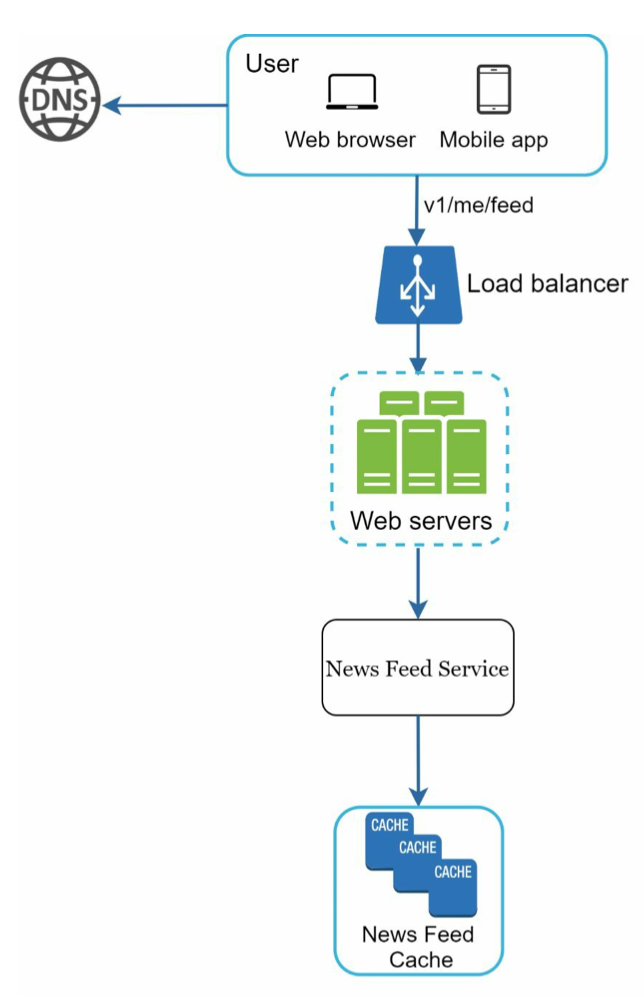 DNS
User
Web browser
Mobile app
v1/me/feed
Load balancer
Web servers
News Feed Service
CACHE
CACHE
CACHE
News Feed
Cache